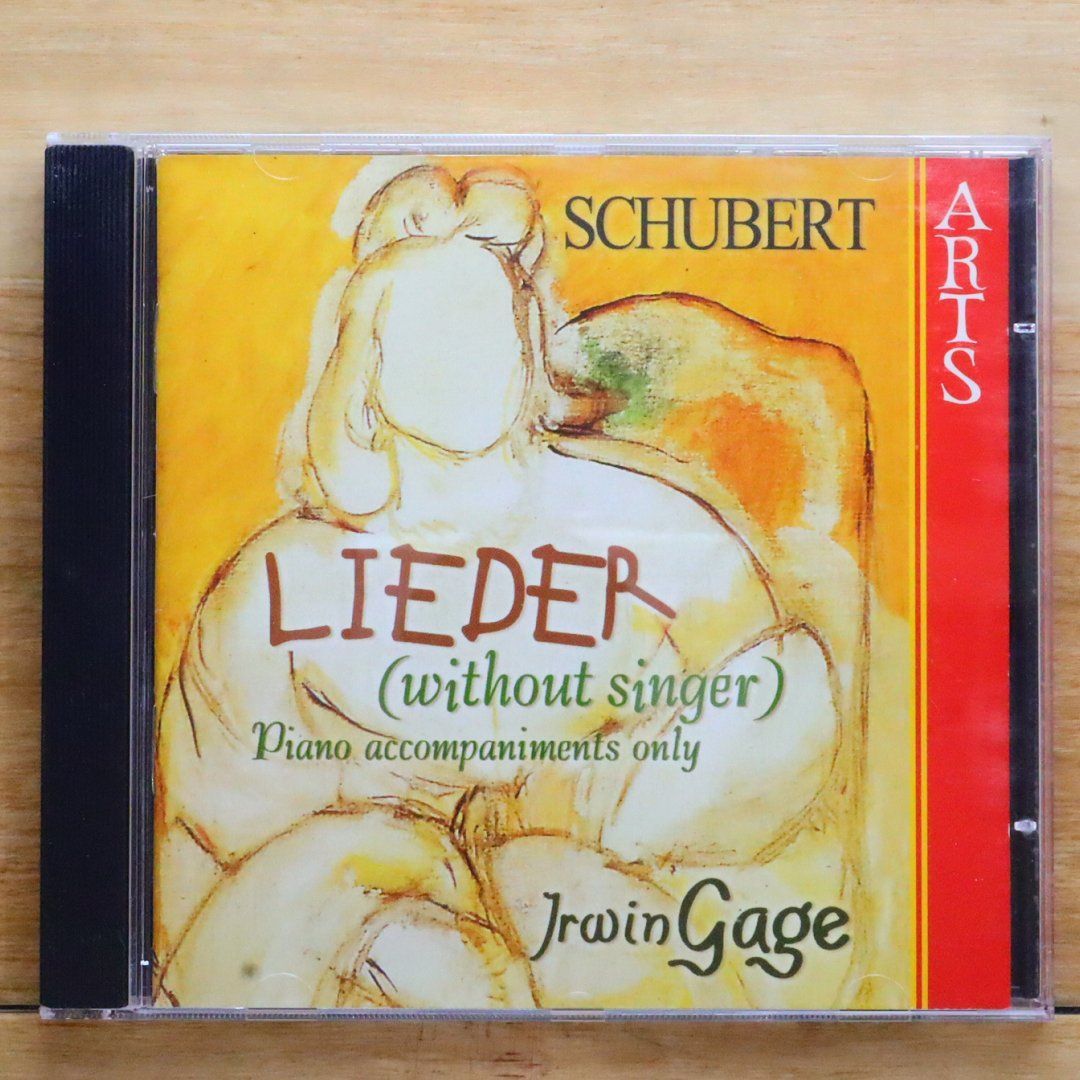 SCHUBERT
ARTS
LIEDER
(without singer)
Piano accompaniments only
Irwin Gage